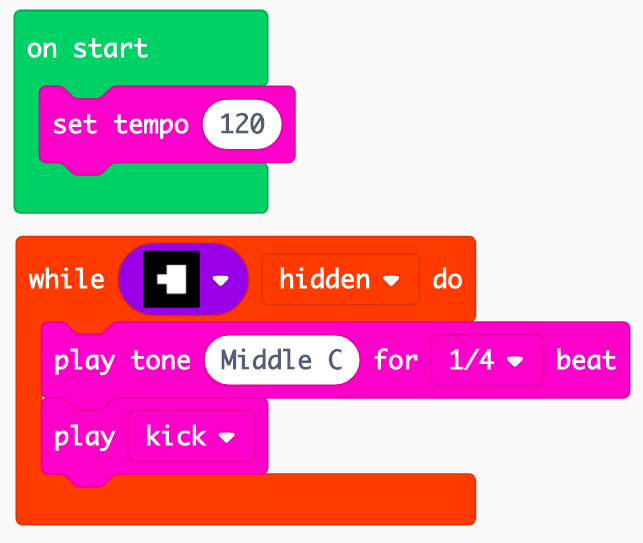 on start
set tempo 120
while hidden do
play tone Middle C for 1/4 beat
play kick